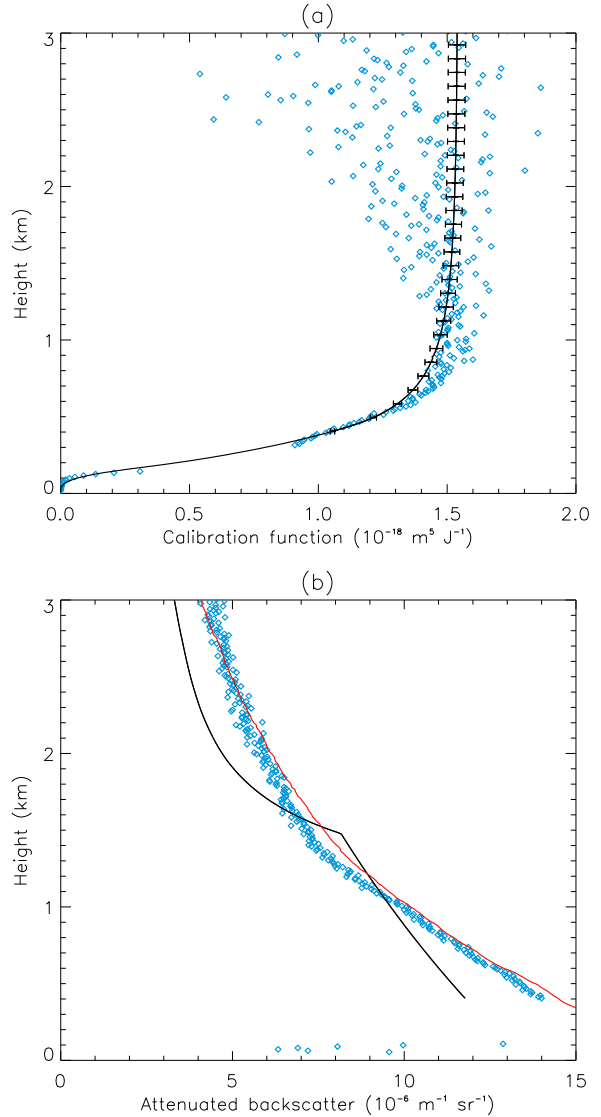 (a)
3
2
1
0
Height (km)
0.0 0.5 1.0 1.5 2.0
Calibration function (10⁻¹⁸ m⁵ J⁻¹)
(b)
3
2
1
0
Height (km)
0 5 10 15
Attenuated backscatter (10⁻⁶ m⁻¹ sr⁻¹)